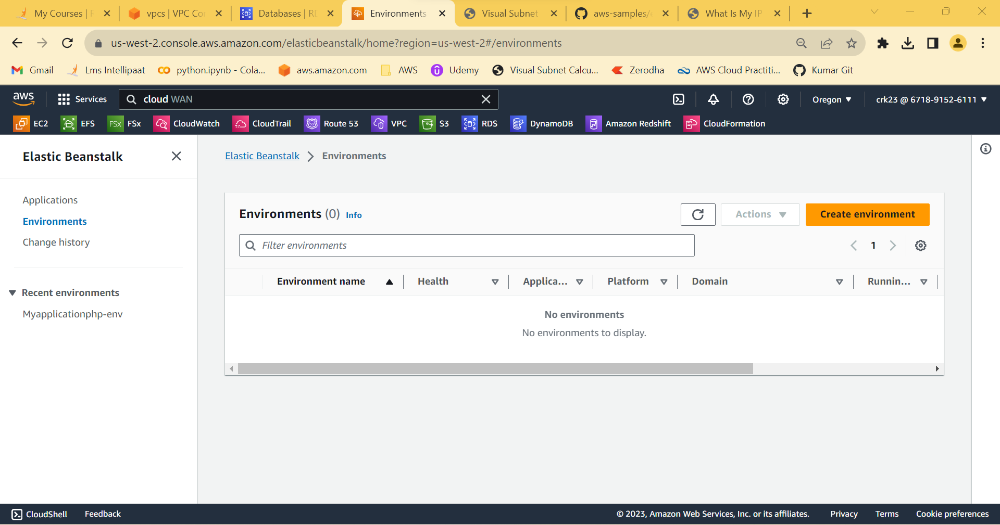 My Courses |
vpcs | VPC Co
Databases | R
Environments
Visual Subnet
aws-samples/
What Is My IP
us-west-2.console.aws.amazon.com/elasticbeanstalk/home?region=us-west-2#/environments
Gmail
Lms Intellipaat
python.ipynb - Cola...
aws.amazon.com
AWS
Udemy
Visual Subnet Calcu...
Zerodha
AWS Cloud Practiti...
Kumar Git
aws
Services
cloud WAN
Oregon
crk23 @ 6718-9152-6111
EC2
EFS
FSx
FSx
CloudWatch
CloudTrail
53
Route 53
VPC
S3
RDS
DynamoDB
Amazon Redshift
CloudFormation
Elastic Beanstalk
Applications
Environments
Change history
Recent environments
Myapplicationphp-env
Elastic Beanstalk
Environments
Environments (0) Info
Actions
Create environment
Filter environments
1
Environment name
Health
Applica...
Platform
Domain
Runnin...
No environments
No environments to display.
CloudShell
Feedback
© 2023, Amazon Web Services, Inc. or its affiliates.
Privacy
Terms
Cookie preferences